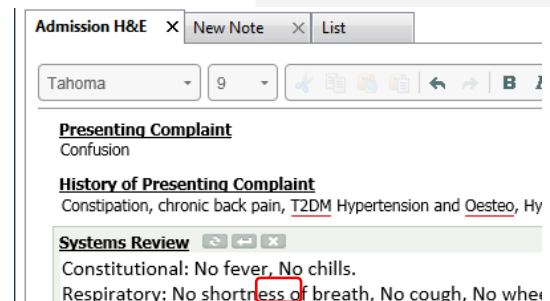 Admission H&E X New Note X List
Tahoma 9 B
Presenting Complaint
Confusion
History of Presenting Complaint
Constipation, chronic back pain, T2DM Hypertension and Oesteo, Hy
Systems Review
Constitutional: No fever, No chills.
Respiratory: No shortness of breath, No cough, No whee